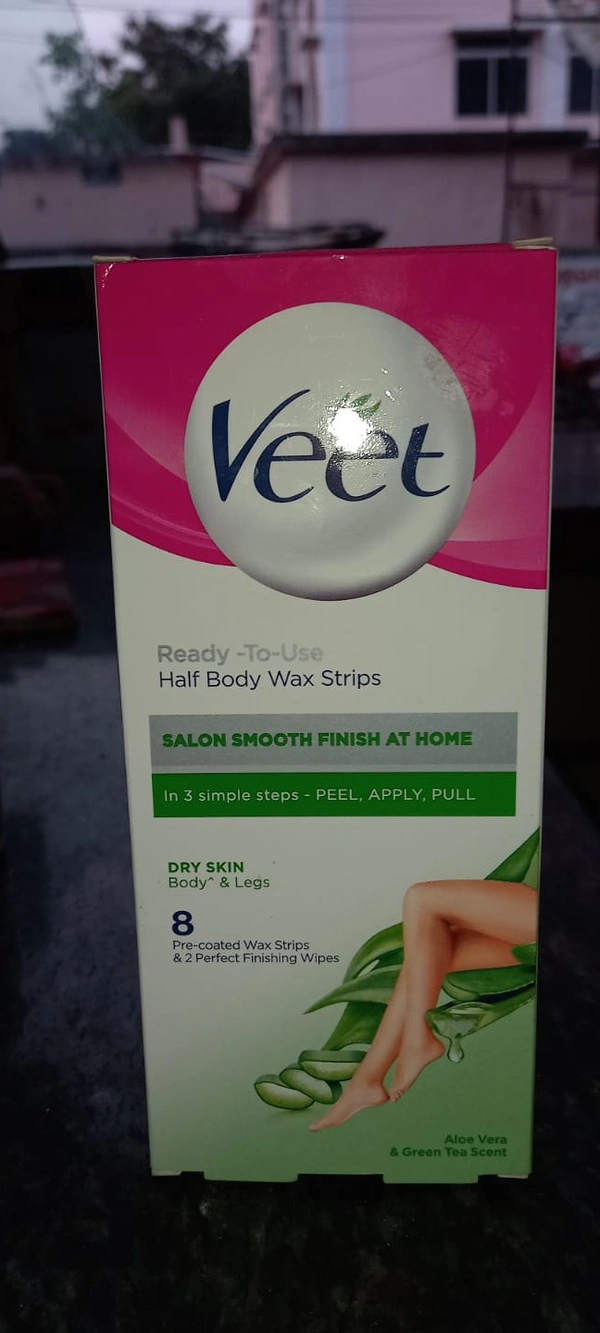 Veet
Ready -To-Use
Half Body Wax Strips
SALON SMOOTH FINISH AT HOME
In 3 simple steps - PEEL, APPLY, PULL
DRY SKIN
Body^ & Legs
8
Pre-coated Wax Strips
& 2 Perfect Finishing Wipes
Aloe Vera
& Green Tea Scent